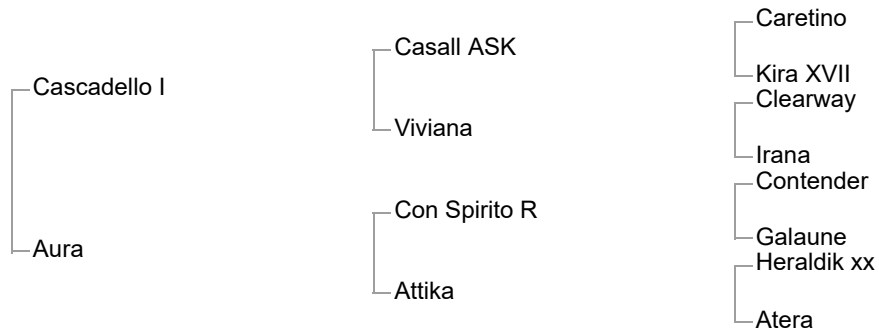 Cascadello I
Aura
Casall ASK
Viviana
Con Spirito R
Attika
Caretino
Kira XVII
Clearway
Irana
Contender
Galaune
Heraldik xx
Atera